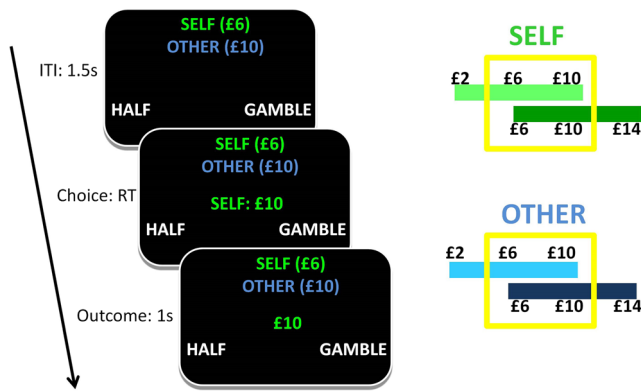 SELF (£6)
OTHER (£10)
ITI: 1.5s
HALF GAMBLE
SELF (£6)
OTHER (£10)
Choice: RT
SELF: £10
HALF GAMBLE
SELF (£6)
OTHER (£10)
Outcome: 1s
£10
HALF GAMBLE
SELF
£2 £6 £10
£6 £10 £14
OTHER
£2 £6 £10
£6 £10 £14